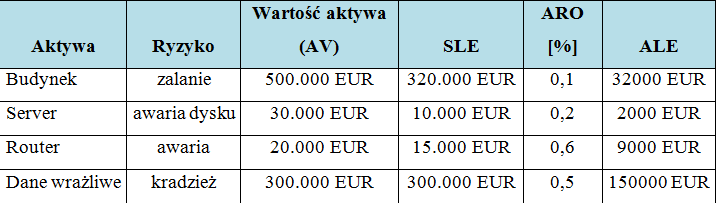 Aktywa Ryzyko Wartość aktywa (AV) SLE ARO [%] ALE
Budynek zalanie 500.000 EUR 320.000 EUR 0,1 32000 EUR
Server awaria dysku 30.000 EUR 10.000 EUR 0,2 2000 EUR
Router awaria 20.000 EUR 15.000 EUR 0,6 9000 EUR
Dane wrażliwe kradzież 300.000 EUR 300.000 EUR 0,5 150000 EUR